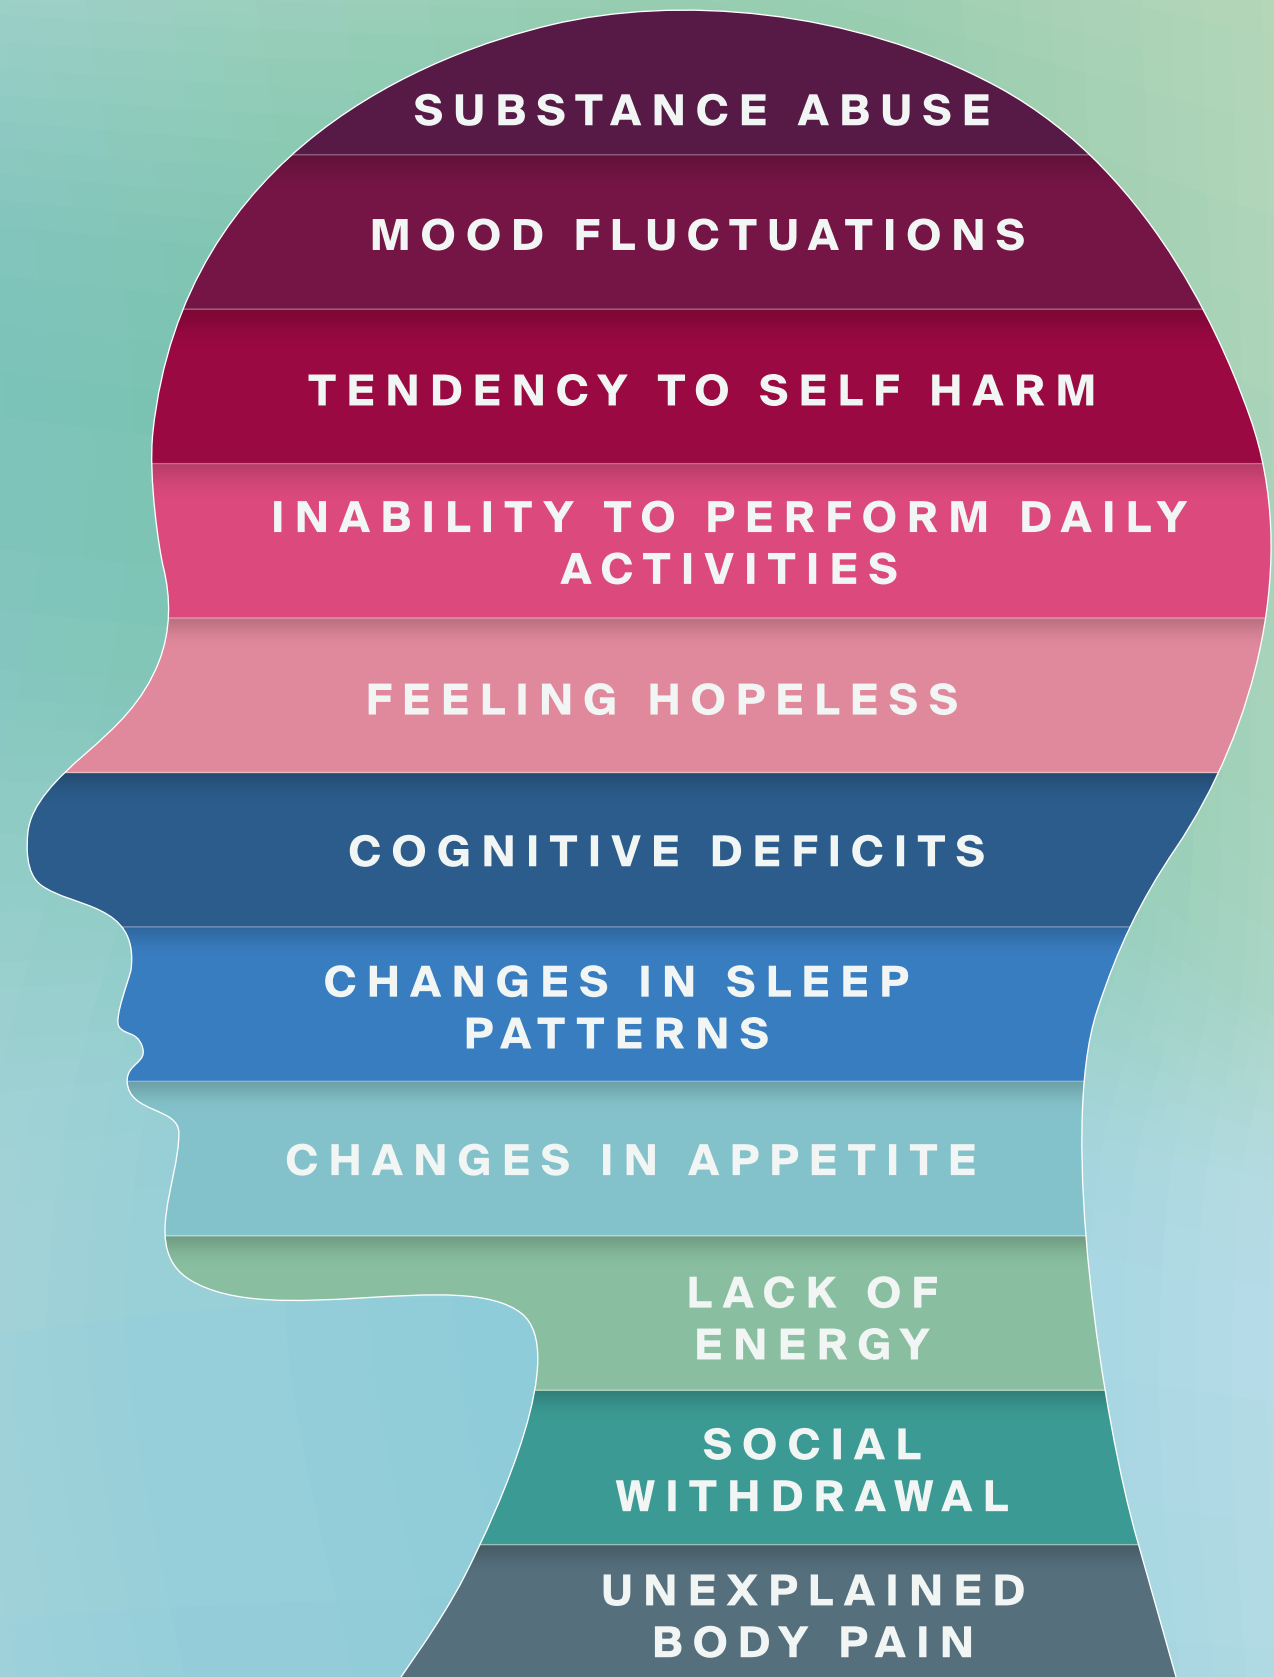 SUBSTANCE ABUSE
MOOD FLUCTUATIONS
TENDENCY TO SELF HARM
INABILITY TO PERFORM DAILY
ACTIVITIES
FEELING HOPELESS
COGNITIVE DEFICITS
CHANGES IN SLEEP
PATTERNS
CHANGES IN APPETITE
LACK OF
ENERGY
SOCIAL
WITHDRAWAL
UNEXPLAINED
BODY PAIN